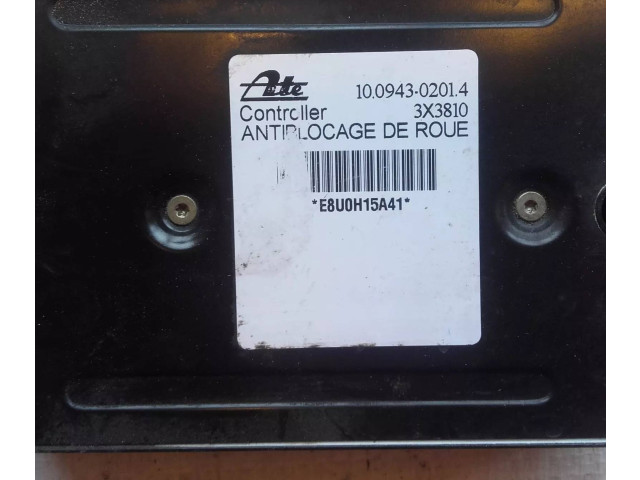 Ate 10.0943-0201.4
Controller 3X3810
ANTIBLOCAGE DE ROUE
*E8U0H15A41*